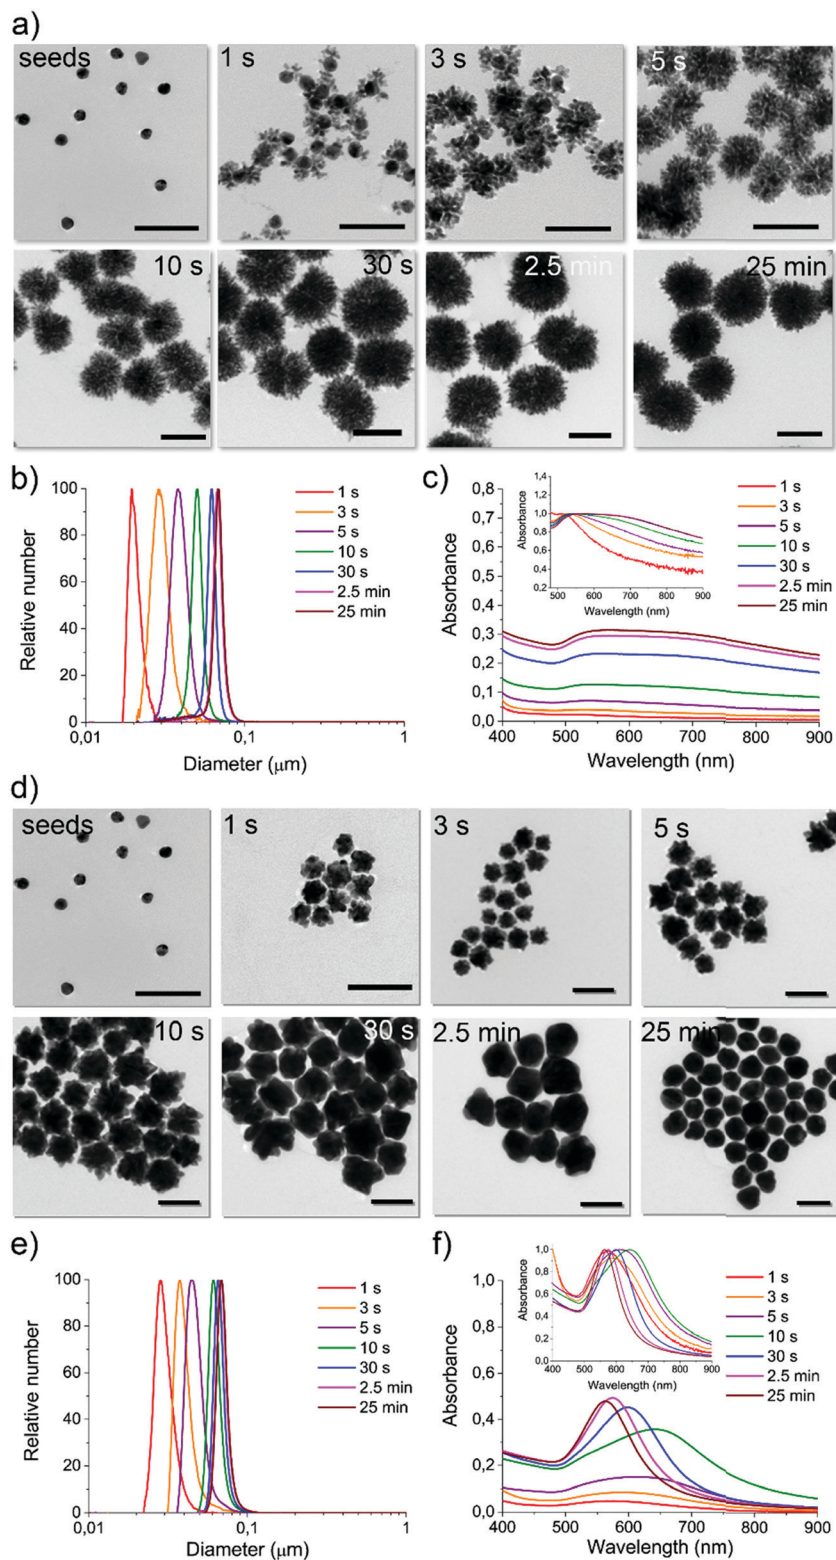 a)
seeds
1 s
3 s
5 s
10 s
30 s
2.5 min
25 min
b)
Relative number
100
80
60
40
20
0
0,01
0,1
1
Diameter (μm)
1 s
3 s
5 s
10 s
30 s
2.5 min
25 min
c)
Absorbance
0,8
0,7
0,6
0,5
0,4
0,3
0,2
0,1
0,0
400
500
600
700
800
900
Wavelength (nm)
Absorbance
1,4
1,2
1,0
0,8
0,6
0,4
0,2
500
600
700
800
900
Wavelength (nm)
1 s
3 s
5 s
10 s
30 s
2.5 min
25 min
d)
seeds
1 s
3 s
5 s
10 s
30 s
2.5 min
25 min
e)
Relative number
100
80
60
40
20
0
0,01
0,1
1
Diameter (μm)
1 s
3 s
5 s
10 s
30 s
2.5 min
25 min
f)
Absorbance
1,0
0,8
0,6
0,4
0,2
0,0
400
500
600
700
800
900
Wavelength (nm)
Absorbance
1,0
0,8
0,6
0,4
0,2
0,0
400
500
600
700
800
900
Wavelength (nm)
1 s
3 s
5 s
10 s
30 s
2.5 min
25 min